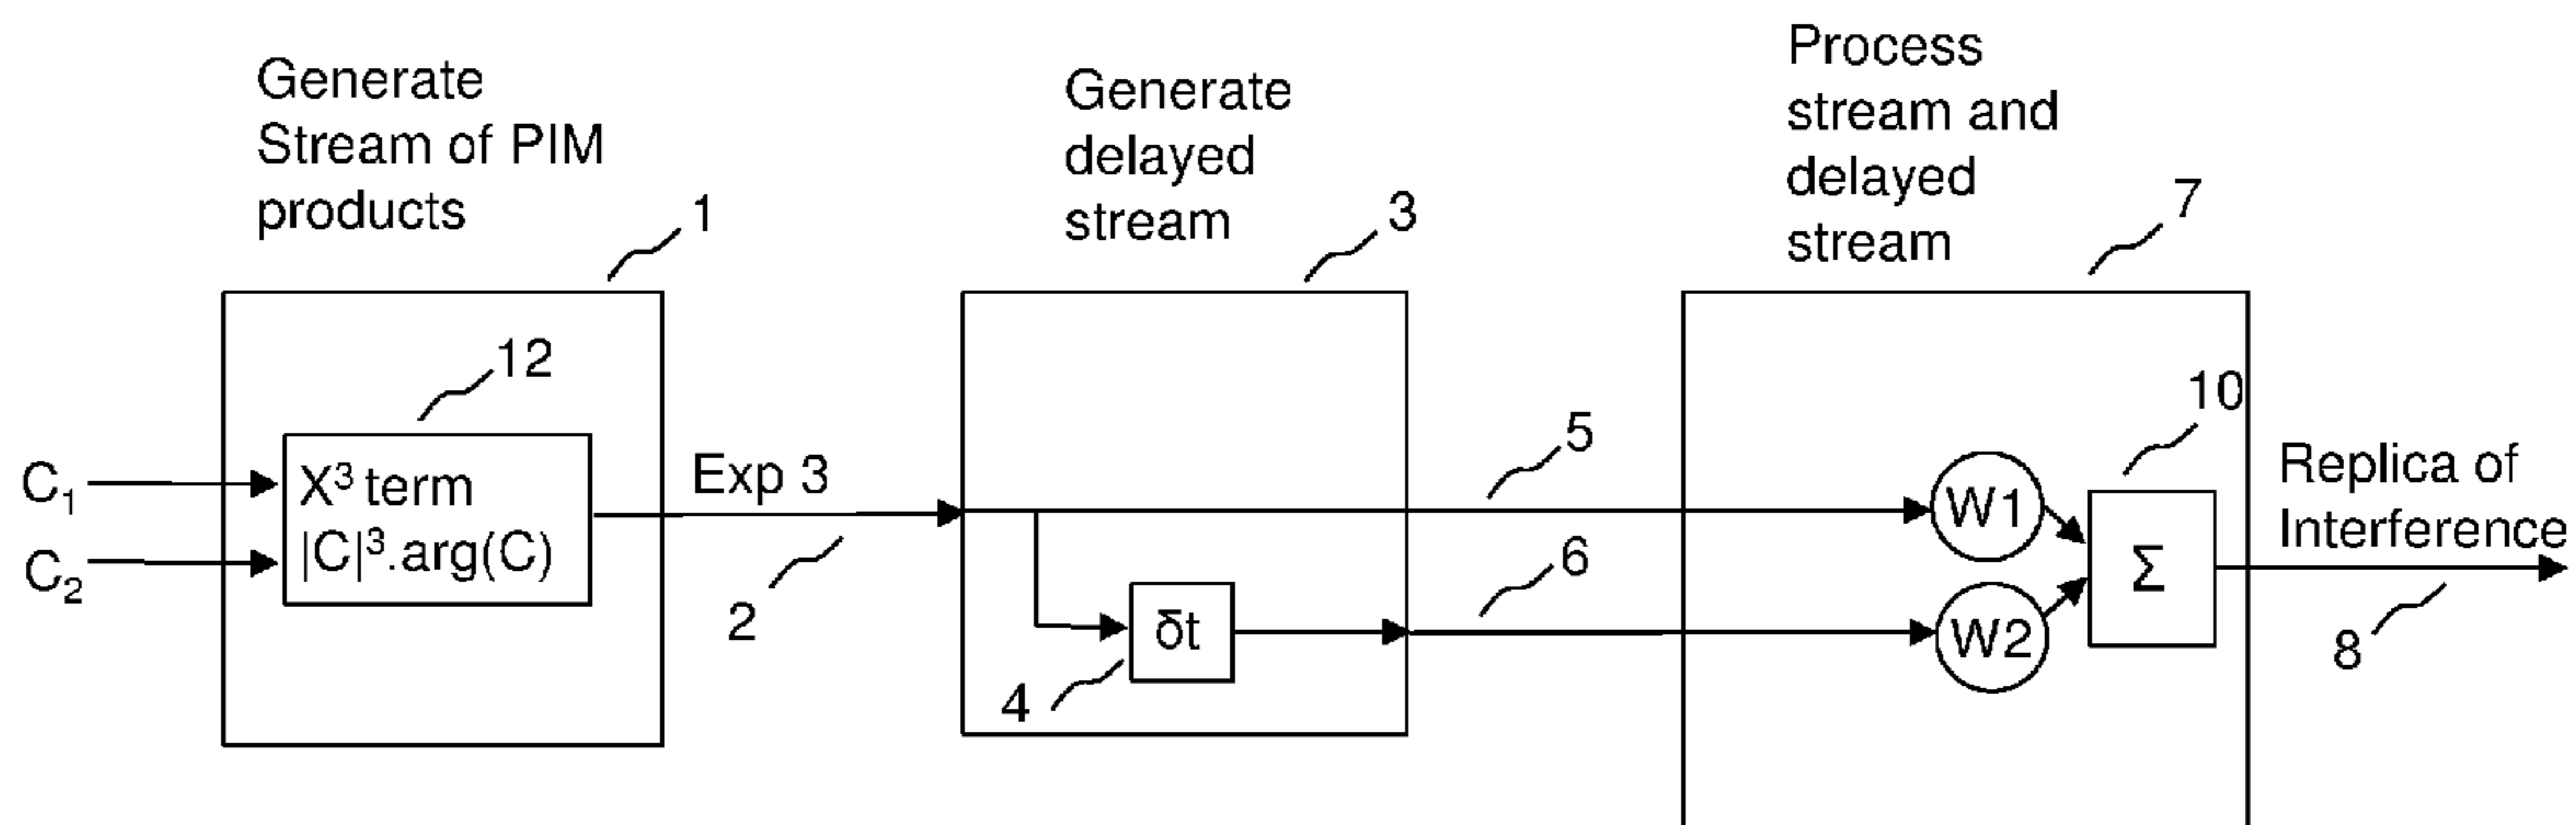 Generate
Stream of PIM
products
1
Generate
delayed
stream
3
Process
stream and
delayed
stream
7
12
C₁
C₂
X³ term
|C|³.arg(C)
Exp 3
2
δt
4
5
6
W1
W2
10
Σ
Replica of
Interference
8